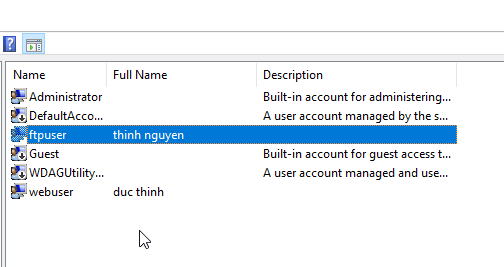 Name Full Name Description
Administrator Built-in account for administering...
DefaultAcco... A user account managed by the s...
ftpuser thinh nguyen
Guest Built-in account for guest access t...
WDAGUtility... A user account managed and use...
webuser duc thinh